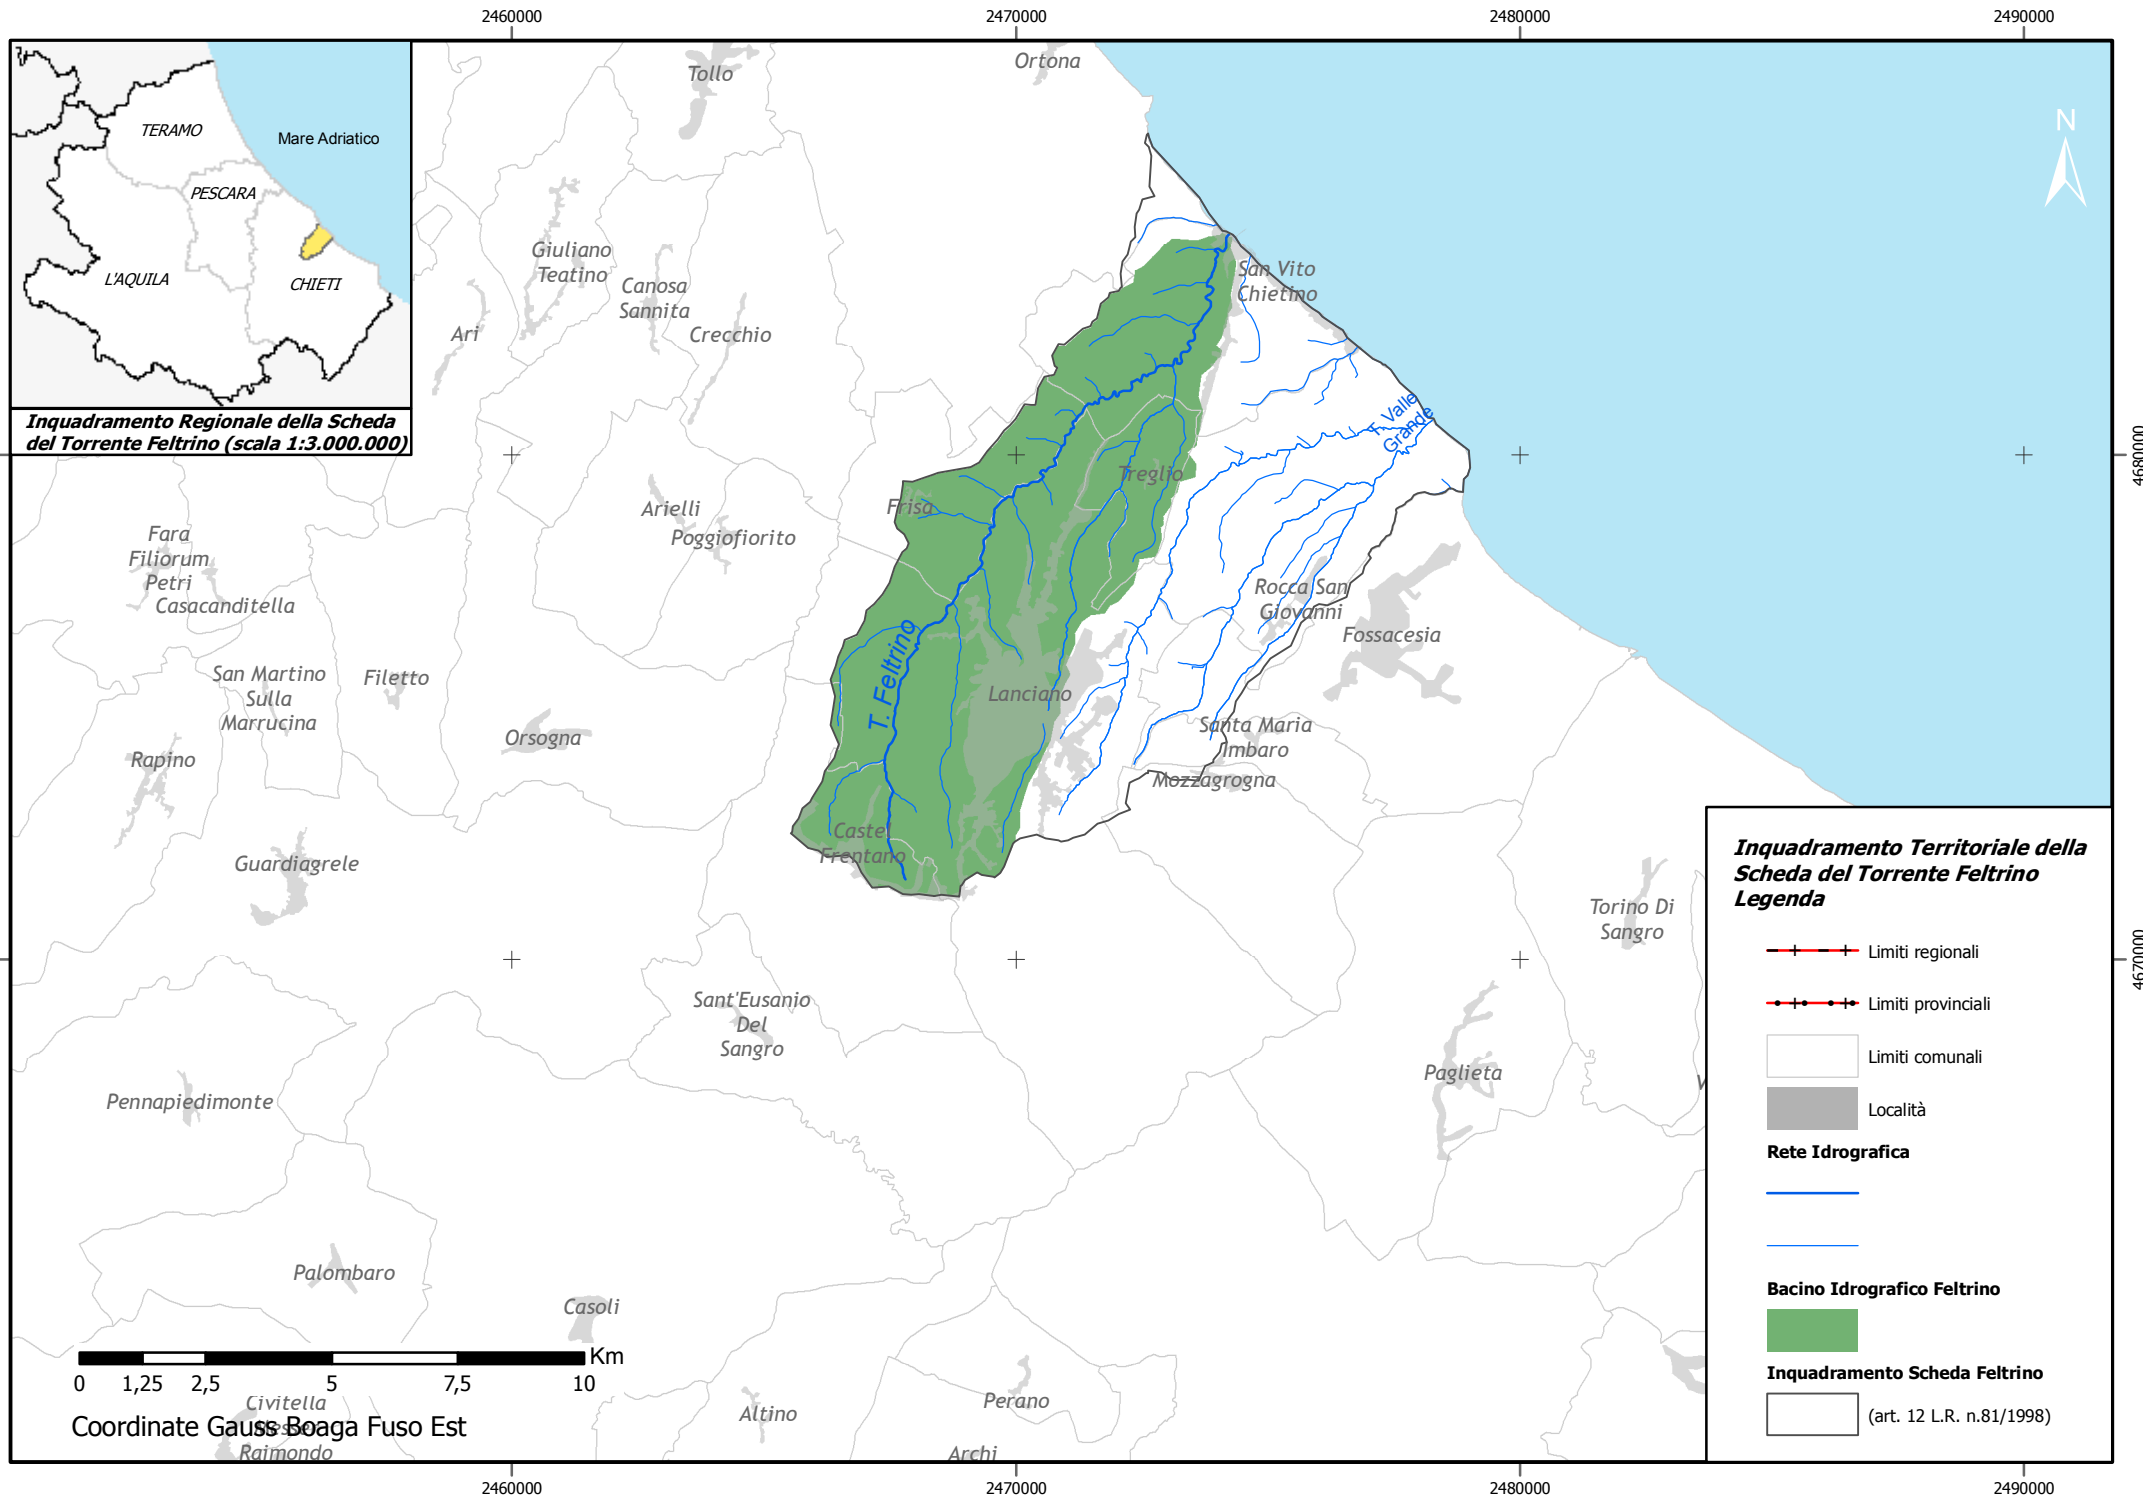 2460000
2470000
2480000
2490000
TERAMO
Mare Adriatico
PESCARA
L'AQUILA
CHIETI
Inquadramento Regionale della Scheda
del Torrente Feltrino (scala 1:3.000.000)
Tollo
Ortona
N
Giuliano
Teatino
Canosa
Sannita
Ari
Crecchio
San Vito
Chietino
T. Valle
Grande
4680000
Treglio
Frisa
Arielli
Poggiofiorito
Fara
Filiorum
Petri
Casacanditella
Rocca San
Giovanni
Fossacesia
San Martino
Sulla
Marrucina
Filetto
T. Feltrino
Lanciano
Orsogna
Santa Maria
Imbaro
Mozzagrogna
Rapino
Castel
Frentano
Guardiagrele
Torino Di
Sangro
4670000
Sant'Eusanio
Del
Sangro
Paglieta
Pennapiedimonte
V
Palombaro
Casoli
Km
0
1,25
2,5
5
7,5
10
Civitella
Messer
Raimondo
Coordinate Gauss Boaga Fuso Est
Altino
Perano
Archi
Inquadramento Territoriale della
Scheda del Torrente Feltrino
Legenda
Limiti regionali
Limiti provinciali
Limiti comunali
Località
Rete Idrografica
Bacino Idrografico Feltrino
Inquadramento Scheda Feltrino
(art. 12 L.R. n.81/1998)
2460000
2470000
2480000
2490000